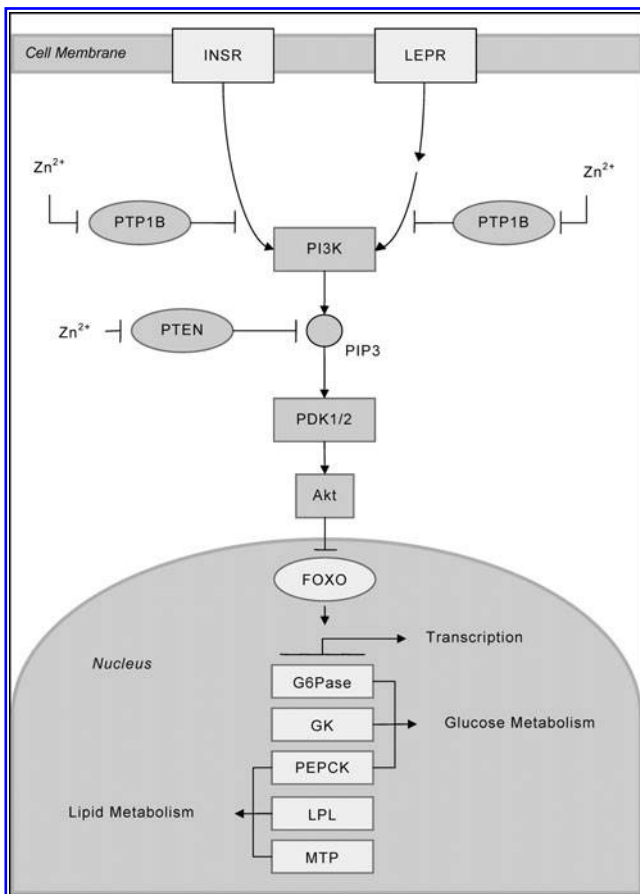 Cell Membrane
INSR
LEPR
Zn²⁺
Zn²⁺
PTP1B
PTP1B
PI3K
Zn²⁺
PTEN
PIP3
PDK1/2
Akt
FOXO
Transcription
Nucleus
G6Pase
GK
Glucose Metabolism
PEPCK
Lipid Metabolism
LPL
MTP